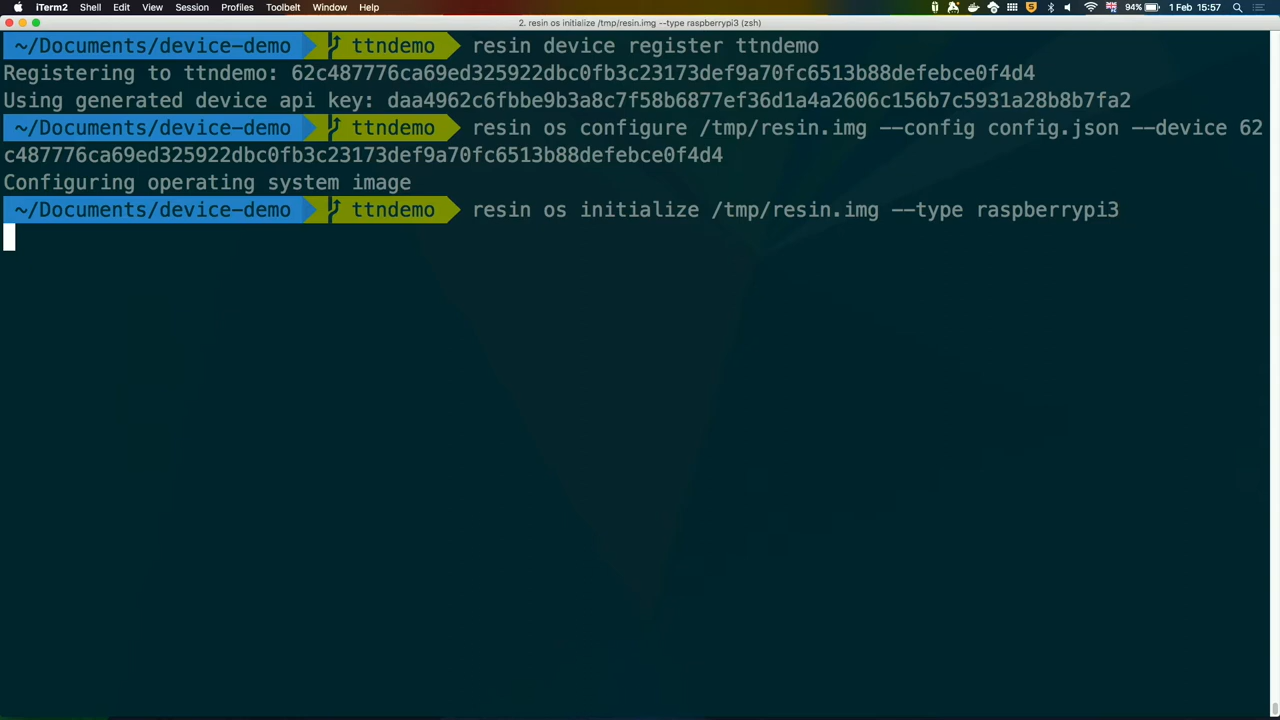 iTerm2 Shell Edit View Session Profiles Toolbelt Window Help 94% 1 Feb 15:57
2. resin os initialize /tmp/resin.img --type raspberrypi3 (zsh)
~/Documents/device-demo ttndemo resin device register ttndemo
Registering to ttndemo: 62c487776ca69ed325922dbc0fb3c23173def9a70fc6513b88defebce0f4d4
Using generated device api key: daa4962c6fbbe9b3a8c7f58b6877ef36d1a4a2606c156b7c5931a28b8b7fa2
~/Documents/device-demo ttndemo resin os configure /tmp/resin.img --config config.json --device 62
c487776ca69ed325922dbc0fb3c23173def9a70fc6513b88defebce0f4d4
Configuring operating system image
~/Documents/device-demo ttndemo resin os initialize /tmp/resin.img --type raspberrypi3